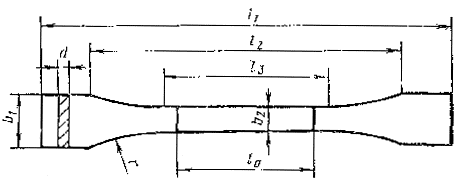 l₁
l₂
d
l₃
b₁
b₂
r
l₀